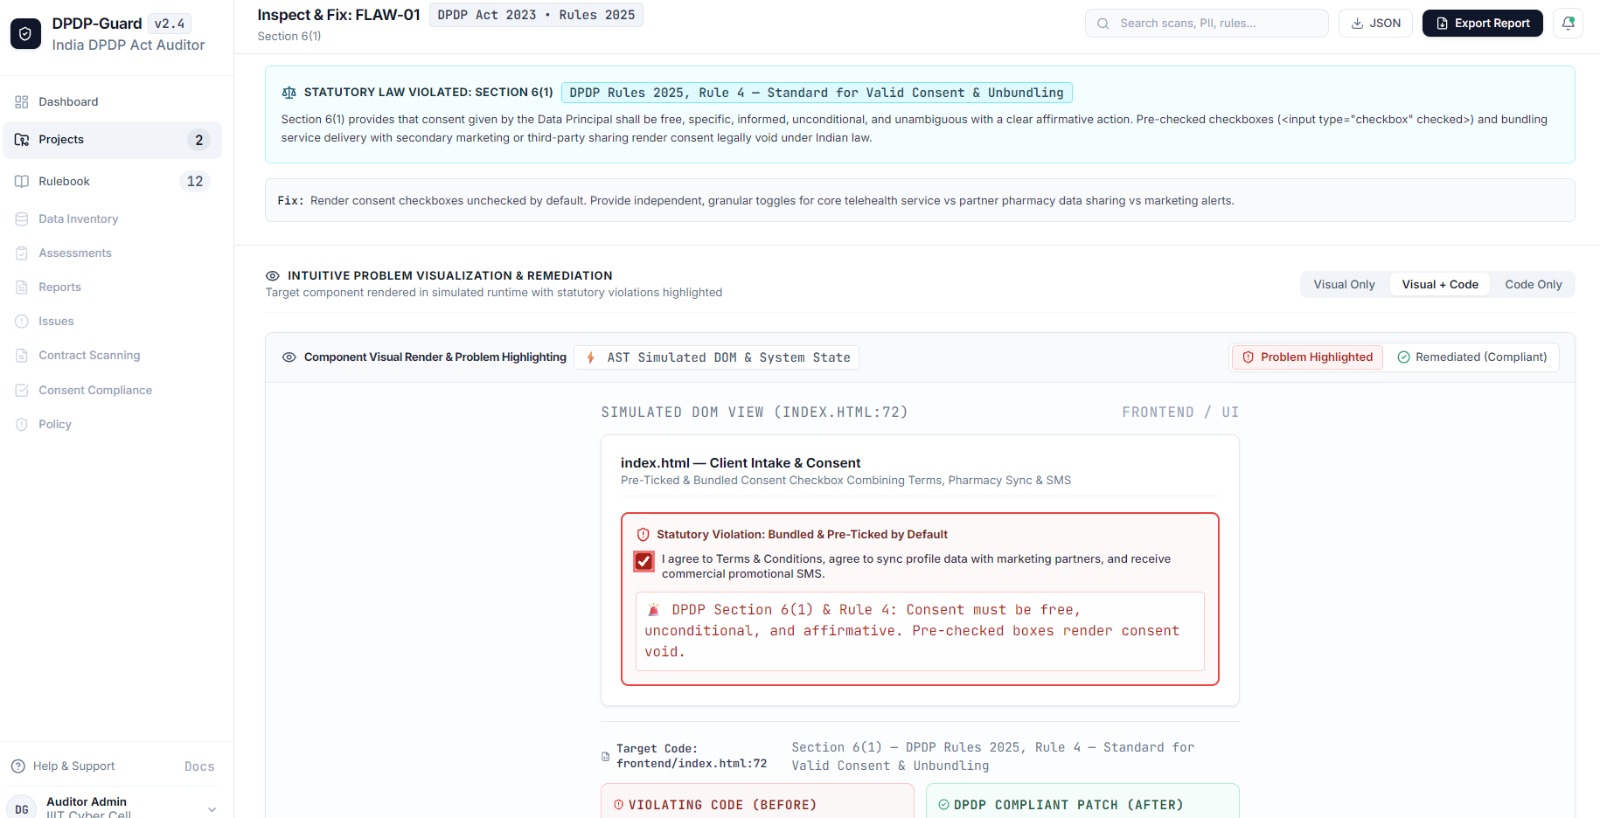 DPDP-Guard v2.4
India DPDP Act Auditor
Dashboard
Projects 2
Rulebook 12
Data Inventory
Assessments
Reports
Issues
Contract Scanning
Consent Compliance
Policy
Help & Support Docs
DG Auditor Admin
IIIT Cyber Cell
Inspect & Fix: FLAW-01 DPDP Act 2023 • Rules 2025
Section 6(1)
Search scans, PII, rules...
JSON
Export Report
STATUTORY LAW VIOLATED: SECTION 6(1) DPDP Rules 2025, Rule 4 — Standard for Valid Consent & Unbundling
Section 6(1) provides that consent given by the Data Principal shall be free, specific, informed, unconditional, and unambiguous with a clear affirmative action. Pre-checked checkboxes (<input type="checkbox" checked>) and bundling
service delivery with secondary marketing or third-party sharing render consent legally void under Indian law.
Fix: Render consent checkboxes unchecked by default. Provide independent, granular toggles for core telehealth service vs partner pharmacy data sharing vs marketing alerts.
INTUITIVE PROBLEM VISUALIZATION & REMEDIATION
Target component rendered in simulated runtime with statutory violations highlighted
Visual Only Visual + Code Code Only
Component Visual Render & Problem Highlighting AST Simulated DOM & System State
Problem Highlighted Remediated (Compliant)
SIMULATED DOM VIEW (INDEX.HTML:72) FRONTEND / UI
index.html — Client Intake & Consent
Pre-Ticked & Bundled Consent Checkbox Combining Terms, Pharmacy Sync & SMS
Statutory Violation: Bundled & Pre-Ticked by Default
I agree to Terms & Conditions, agree to sync profile data with marketing partners, and receive
commercial promotional SMS.
DPDP Section 6(1) & Rule 4: Consent must be free,
unconditional, and affirmative. Pre-checked boxes render consent
void.
Target Code:
frontend/index.html:72
Section 6(1) — DPDP Rules 2025, Rule 4 — Standard for
Valid Consent & Unbundling
VIOLATING CODE (BEFORE)
DPDP COMPLIANT PATCH (AFTER)